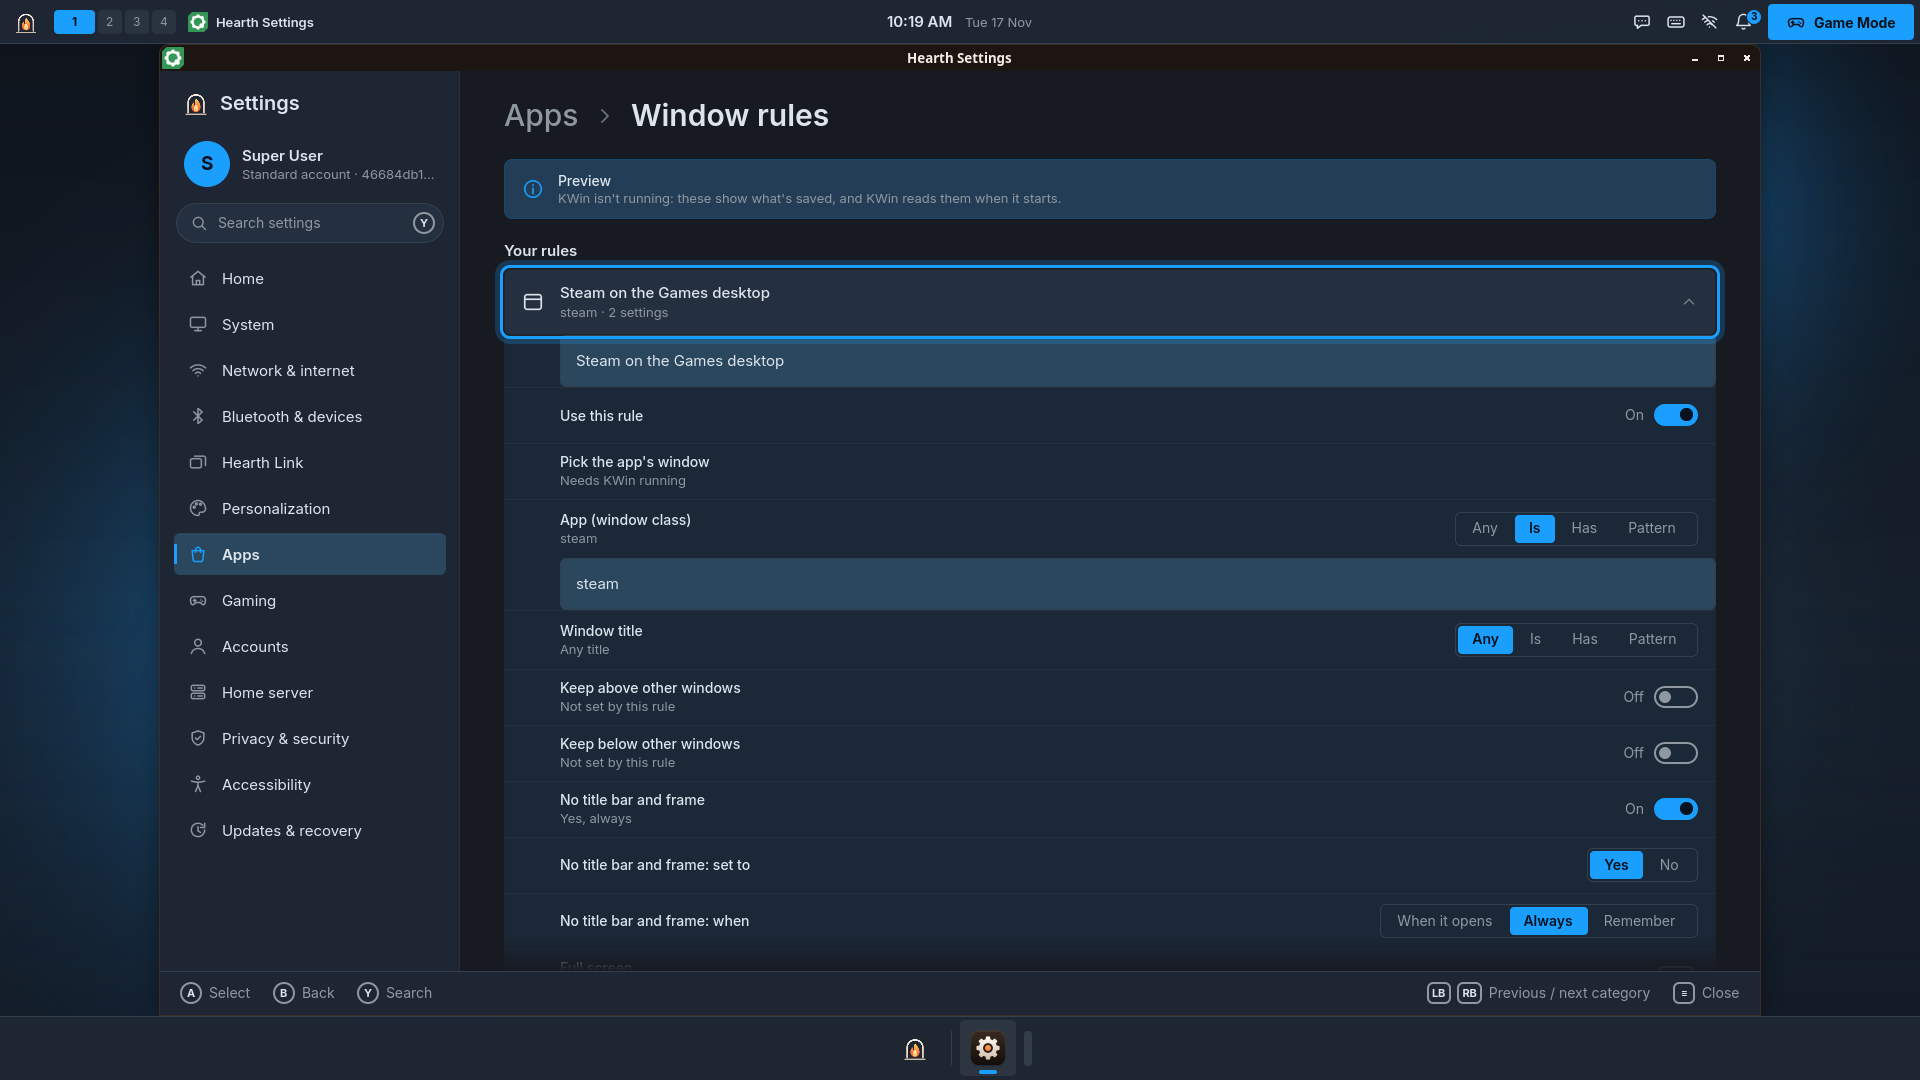 1 2 3 4 Hearth Settings
10:19 AM Tue 17 Nov
3 Game Mode
Hearth Settings
Settings
S
Super User
Standard account · 46684db1...
Search settings Y
Home
System
Network & internet
Bluetooth & devices
Hearth Link
Personalization
Apps
Gaming
Accounts
Home server
Privacy & security
Accessibility
Updates & recovery
Apps > Window rules
Preview
KWin isn't running: these show what's saved, and KWin reads them when it starts.
Your rules
Steam on the Games desktop
steam · 2 settings
Steam on the Games desktop
Use this rule On
Pick the app's window
Needs KWin running
App (window class)
steam
Any Is Has Pattern
steam
Window title
Any title
Any Is Has Pattern
Keep above other windows
Not set by this rule
Off
Keep below other windows
Not set by this rule
Off
No title bar and frame
Yes, always
On
No title bar and frame: set to Yes No
No title bar and frame: when When it opens Always Remember
Full screen
A Select B Back Y Search
LB RB Previous / next category Close